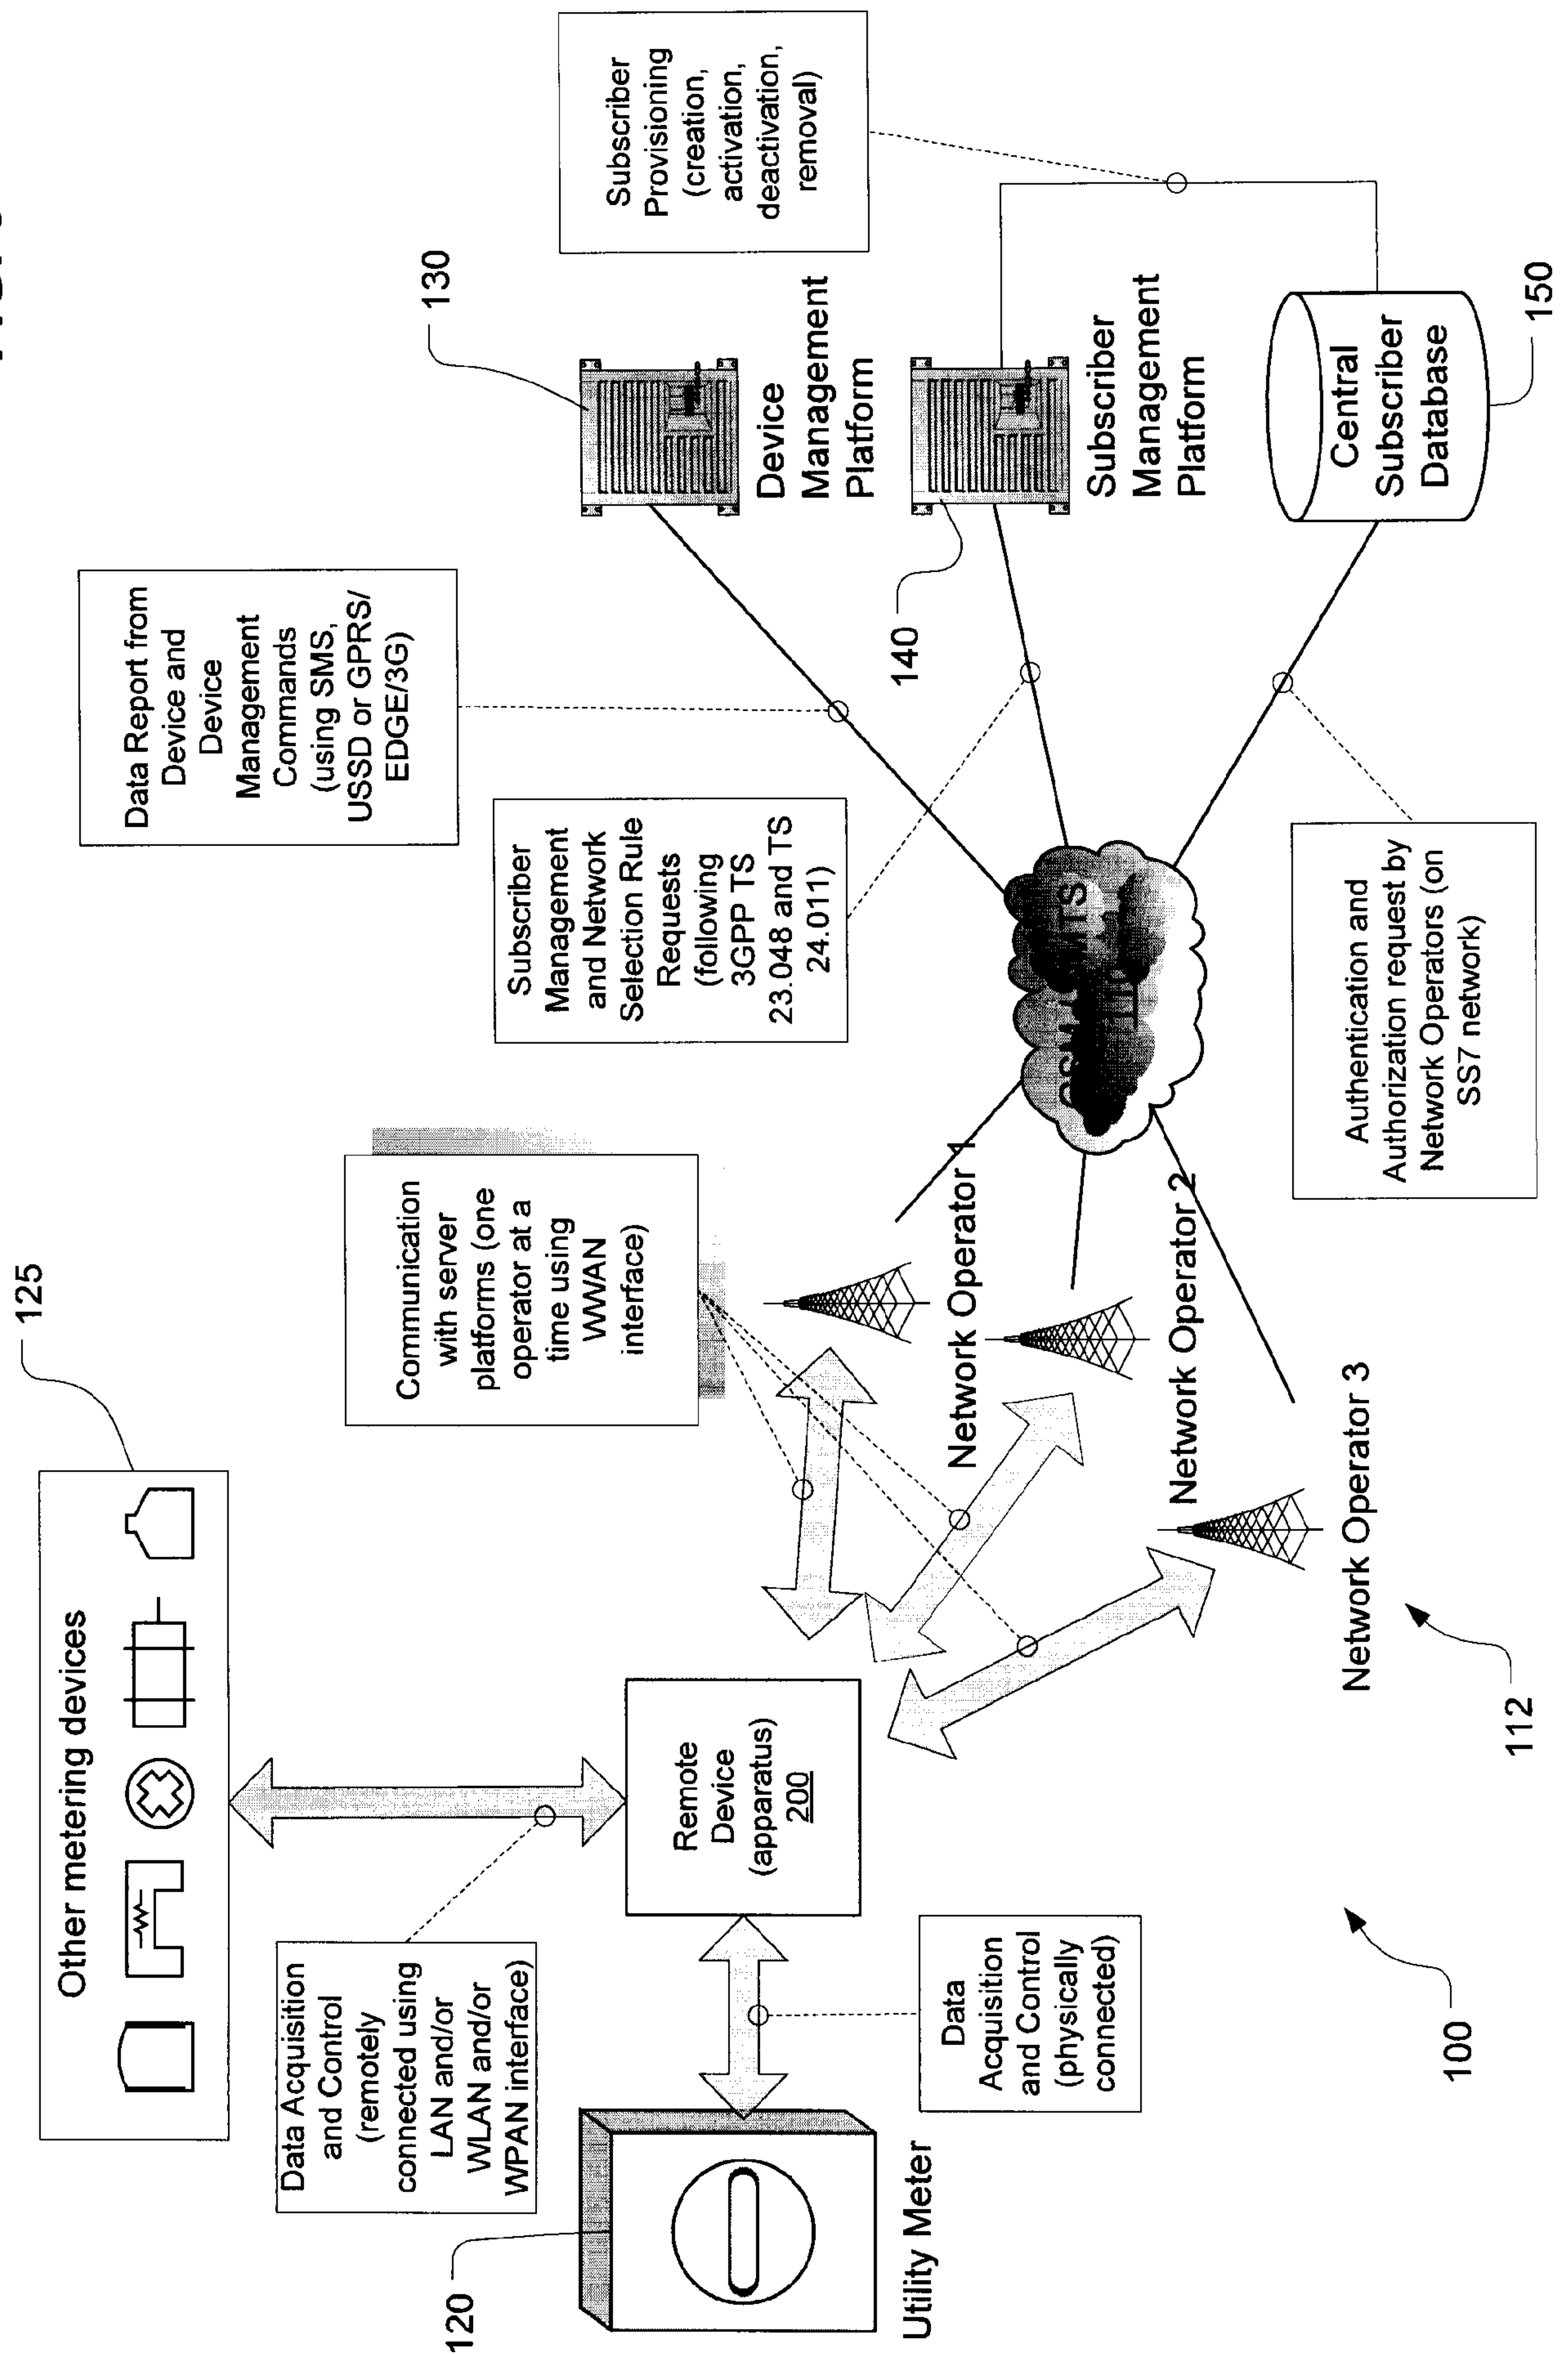 125
Other metering devices
Data Acquisition
and Control
(remotely
connected using
LAN and/or
WLAN and/or
WPAN interface)
120
Utility Meter
Data
Acquisition
and Control
(physically
connected)
Remote
Device
(apparatus)
200
100
Communication
with server
platforms (one
operator at a
time using
WWAN
interface)
Network Operator 1
Network Operator 2
Network Operator 3
112
Data Report from
Device and
Device
Management
Commands
(using SMS,
USSD or GPRS/
EDGE/3G)
Subscriber
Management
and Network
Selection Rule
Requests
(following
3GPP TS
23.048 and TS
24.011)
Authentication and
Authorization request by
Network Operators (on
SS7 network)
130
Device
Management
Platform
140
Subscriber
Management
Platform
Subscriber
Provisioning
(creation,
activation,
deactivation,
removal)
Central
Subscriber
Database
150